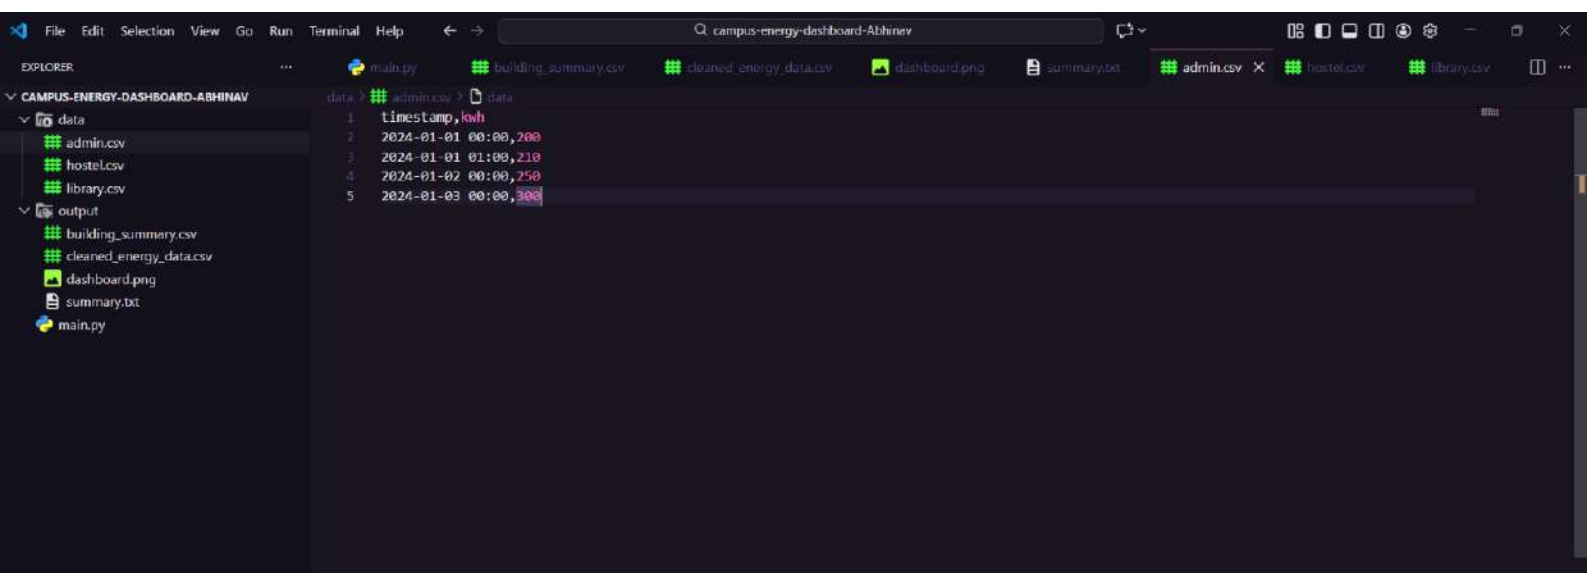 File Edit Selection View Go Run Terminal Help campus-energy-dashboard-Abhinav
EXPLORER
main.py building_summary.csv cleaned_energy_data.csv dashboard.png summary.txt admin.csv hostel.csv library.csv
CAMPUS-ENERGY-DASHBOARD-ABHINAV
data
admin.csv
hostel.csv
library.csv
output
building_summary.csv
cleaned_energy_data.csv
dashboard.png
summary.txt
main.py
data > admin.csv > data
1 timestamp,kwh
2 2024-01-01 00:00,200
3 2024-01-01 01:00,210
4 2024-01-02 00:00,250
5 2024-01-03 00:00,300